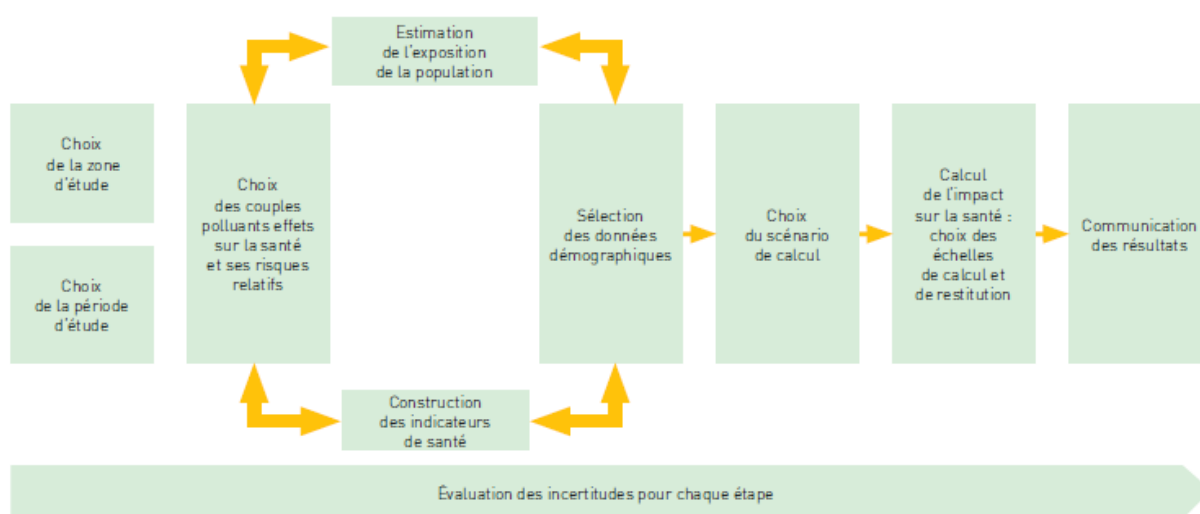 Estimation
de l'exposition
de la population
Choix
de la zone
d'étude
Choix
de la période
d'étude
Choix
des couples
polluants effets
sur la santé
et ses risques
relatifs
Construction
des indicateurs
de santé
Sélection
des données
démographiques
Choix
du scénario
de calcul
Calcul
de l'impact
sur la santé :
choix des
échelles
de calcul et
de restitution
Communication
des résultats
Évaluation des incertitudes pour chaque étape